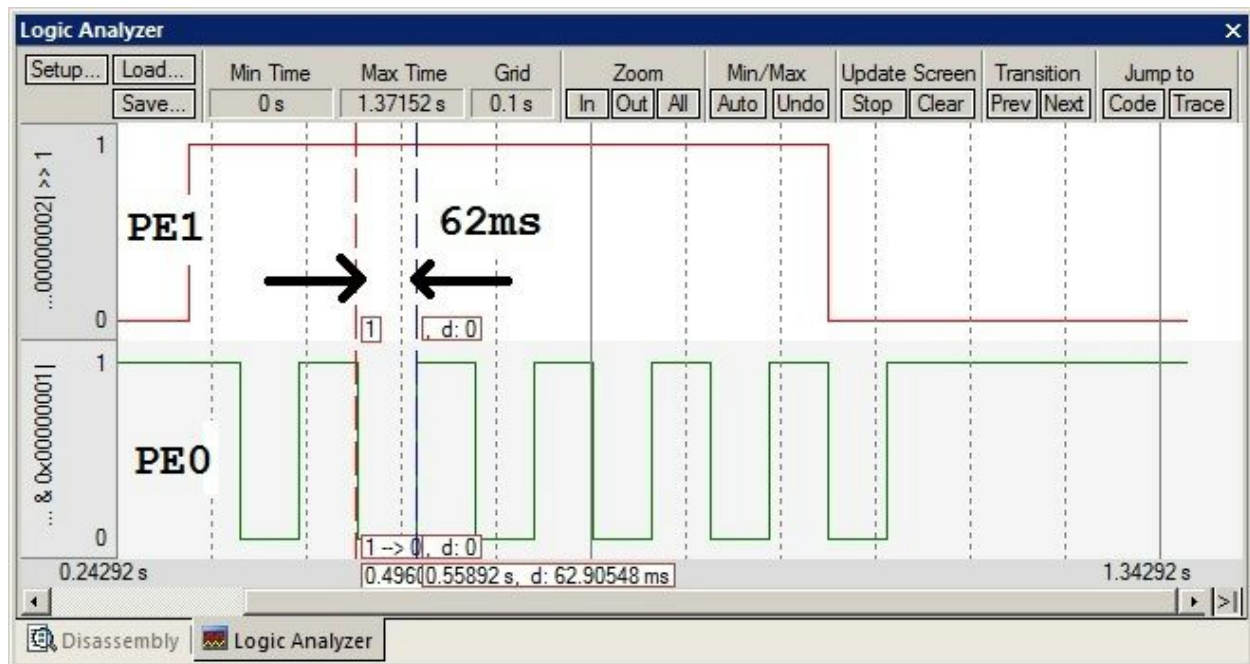 Logic Analyzer
Setup... Load... Min Time Max Time Grid Zoom Min/Max Update Screen Transition Jump to
Save... 0 s 1.37152 s 0.1 s In Out All Auto Undo Stop Clear Prev Next Code Trace
1
...00000002| >> 1
PE1
62ms
0
1
, d: 0
1
... & 0x00000001|
PE0
0
1 --> 0
, d: 0
0.24292 s
0.4960
0.55892 s, d: 62.90548 ms
1.34292 s
Disassembly
Logic Analyzer